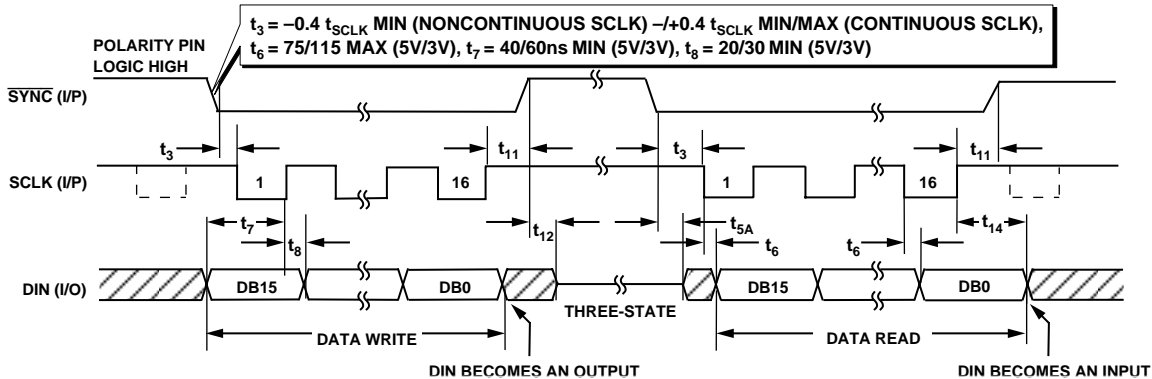 t3 = –0.4 tSCLK MIN (NONCONTINUOUS SCLK) –/+0.4 tSCLK MIN/MAX (CONTINUOUS SCLK),
t6 = 75/115 MAX (5V/3V), t7 = 40/60ns MIN (5V/3V), t8 = 20/30 MIN (5V/3V)
POLARITY PIN
LOGIC HIGH
SYNC (I/P)
t3 t11 t3 t11
SCLK (I/P) 1 16 1 16
t7 t12 t5A t14
t8 t6 t6
DIN (I/O) DB15 DB0 DB15 DB0
THREE-STATE
DATA WRITE DATA READ
DIN BECOMES AN OUTPUT DIN BECOMES AN INPUT